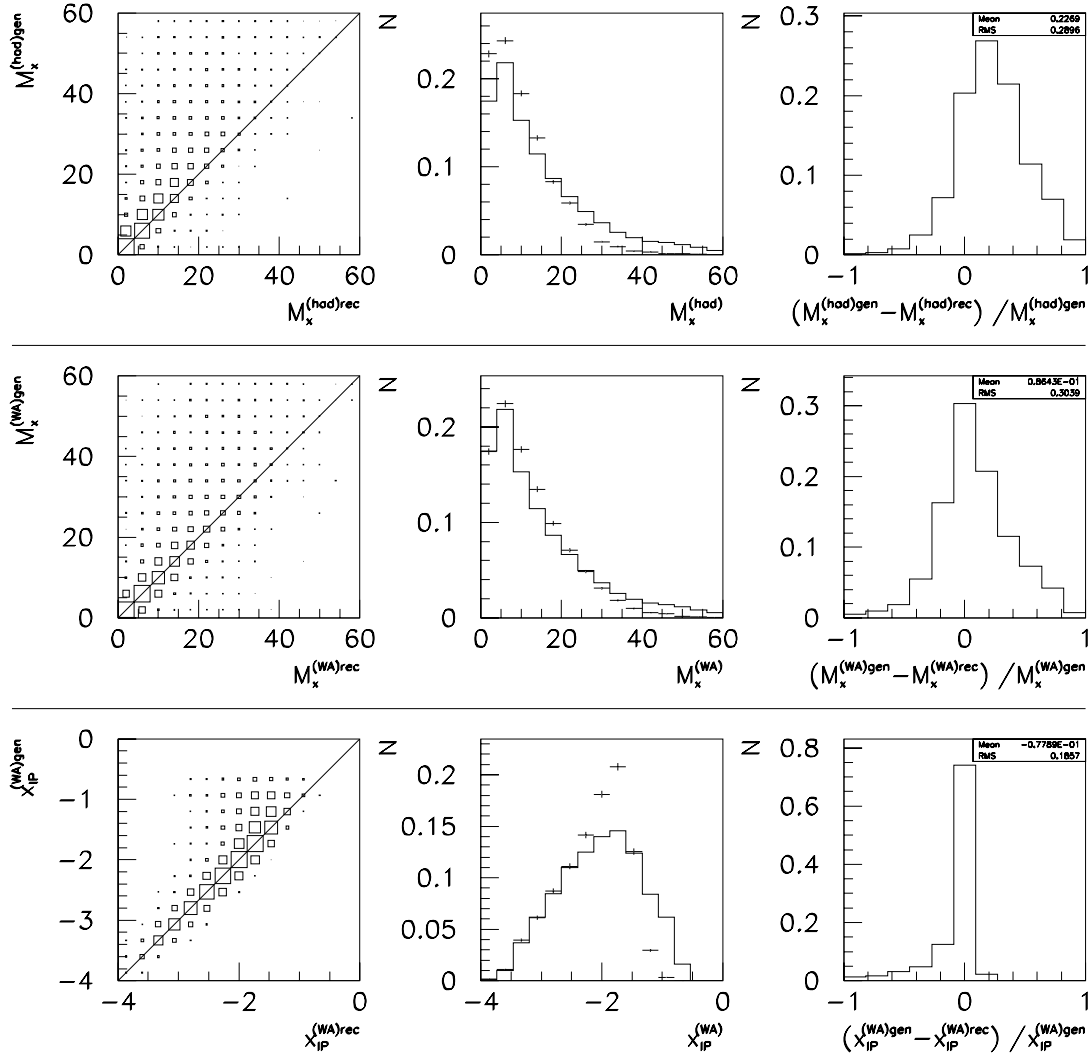 M_x^(had)gen
60
40
20
0
0 20 40 60
M_x^(had)rec
N
0.2
0.1
0
0 20 40 60
M_x^(had)
N
0.3
0.2
0.1
0
-1 0 1
Mean 0.2269
RMS 0.2896
(M_x^(had)gen-M_x^(had)rec) /M_x^(had)gen
M_x^(WA)gen
60
40
20
0
0 20 40 60
M_x^(WA)rec
N
0.2
0.1
0
0 20 40 60
M_x^(WA)
N
0.3
0.2
0.1
0
-1 0 1
Mean 0.8643E-01
RMS 0.3039
(M_x^(WA)gen-M_x^(WA)rec) /M_x^(WA)gen
x_IP^(WA)gen
0
-1
-2
-3
-4
-4 -2 0
x_IP^(WA)rec
N
0.2
0.15
0.1
0.05
0
-4 -2 0
x_IP^(WA)
N
0.8
0.6
0.4
0.2
0
-1 0 1
Mean -0.7789E-01
RMS 0.1857
(x_IP^(WA)gen-x_IP^(WA)rec) /x_IP^(WA)gen